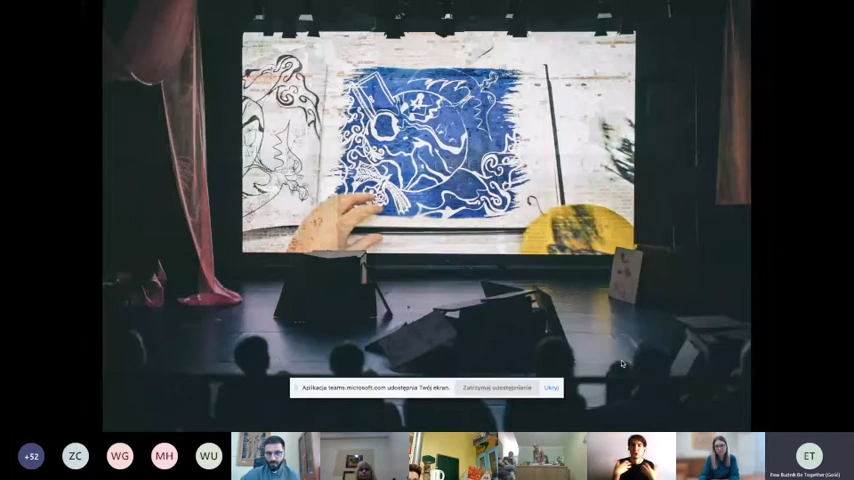 Aplikacja teams.microsoft.com udostępnia Twój ekran.
Zatrzymaj udostępnianie
Ukryj
+52
ZC
WG
MH
WU
ET
Ewa Budnik Be Together (Gość)